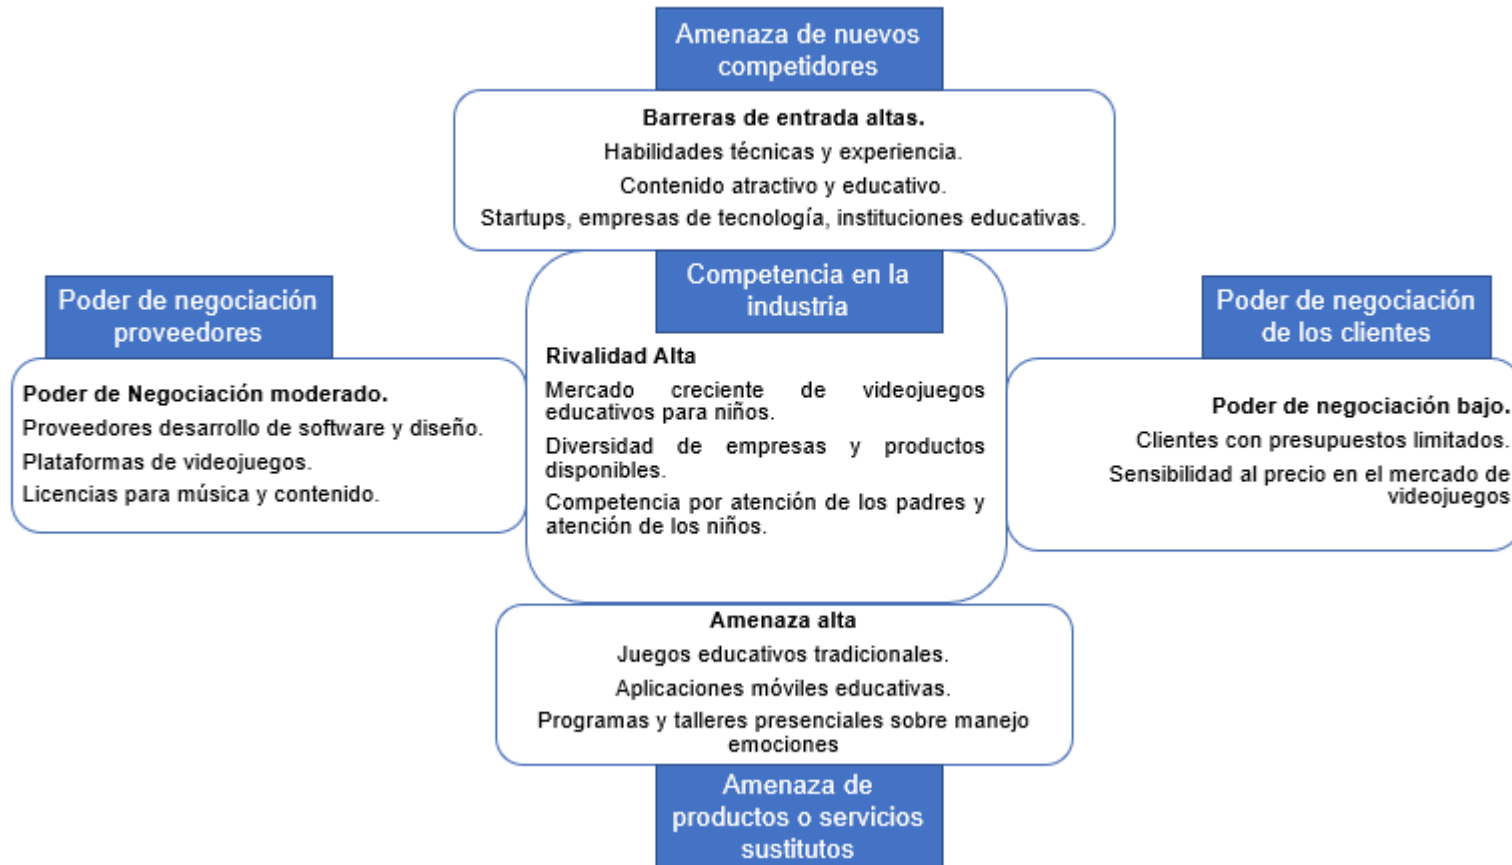 Amenaza de nuevos
competidores
Barreras de entrada altas.
Habilidades técnicas y experiencia.
Contenido atractivo y educativo.
Startups, empresas de tecnología, instituciones educativas.
Poder de negociación
proveedores
Poder de Negociación moderado.
Proveedores desarrollo de software y diseño.
Plataformas de videojuegos.
Licencias para música y contenido.
Competencia en la
industria
Rivalidad Alta
Mercado creciente de videojuegos
educativos para niños.
Diversidad de empresas y productos
disponibles.
Competencia por atención de los padres y
atención de los niños.
Poder de negociación
de los clientes
Poder de negociación bajo.
Clientes con presupuestos limitados.
Sensibilidad al precio en el mercado de
videojuegos
Amenaza alta
Juegos educativos tradicionales.
Aplicaciones móviles educativas.
Programas y talleres presenciales sobre manejo
emociones
Amenaza de
productos o servicios
sustitutos